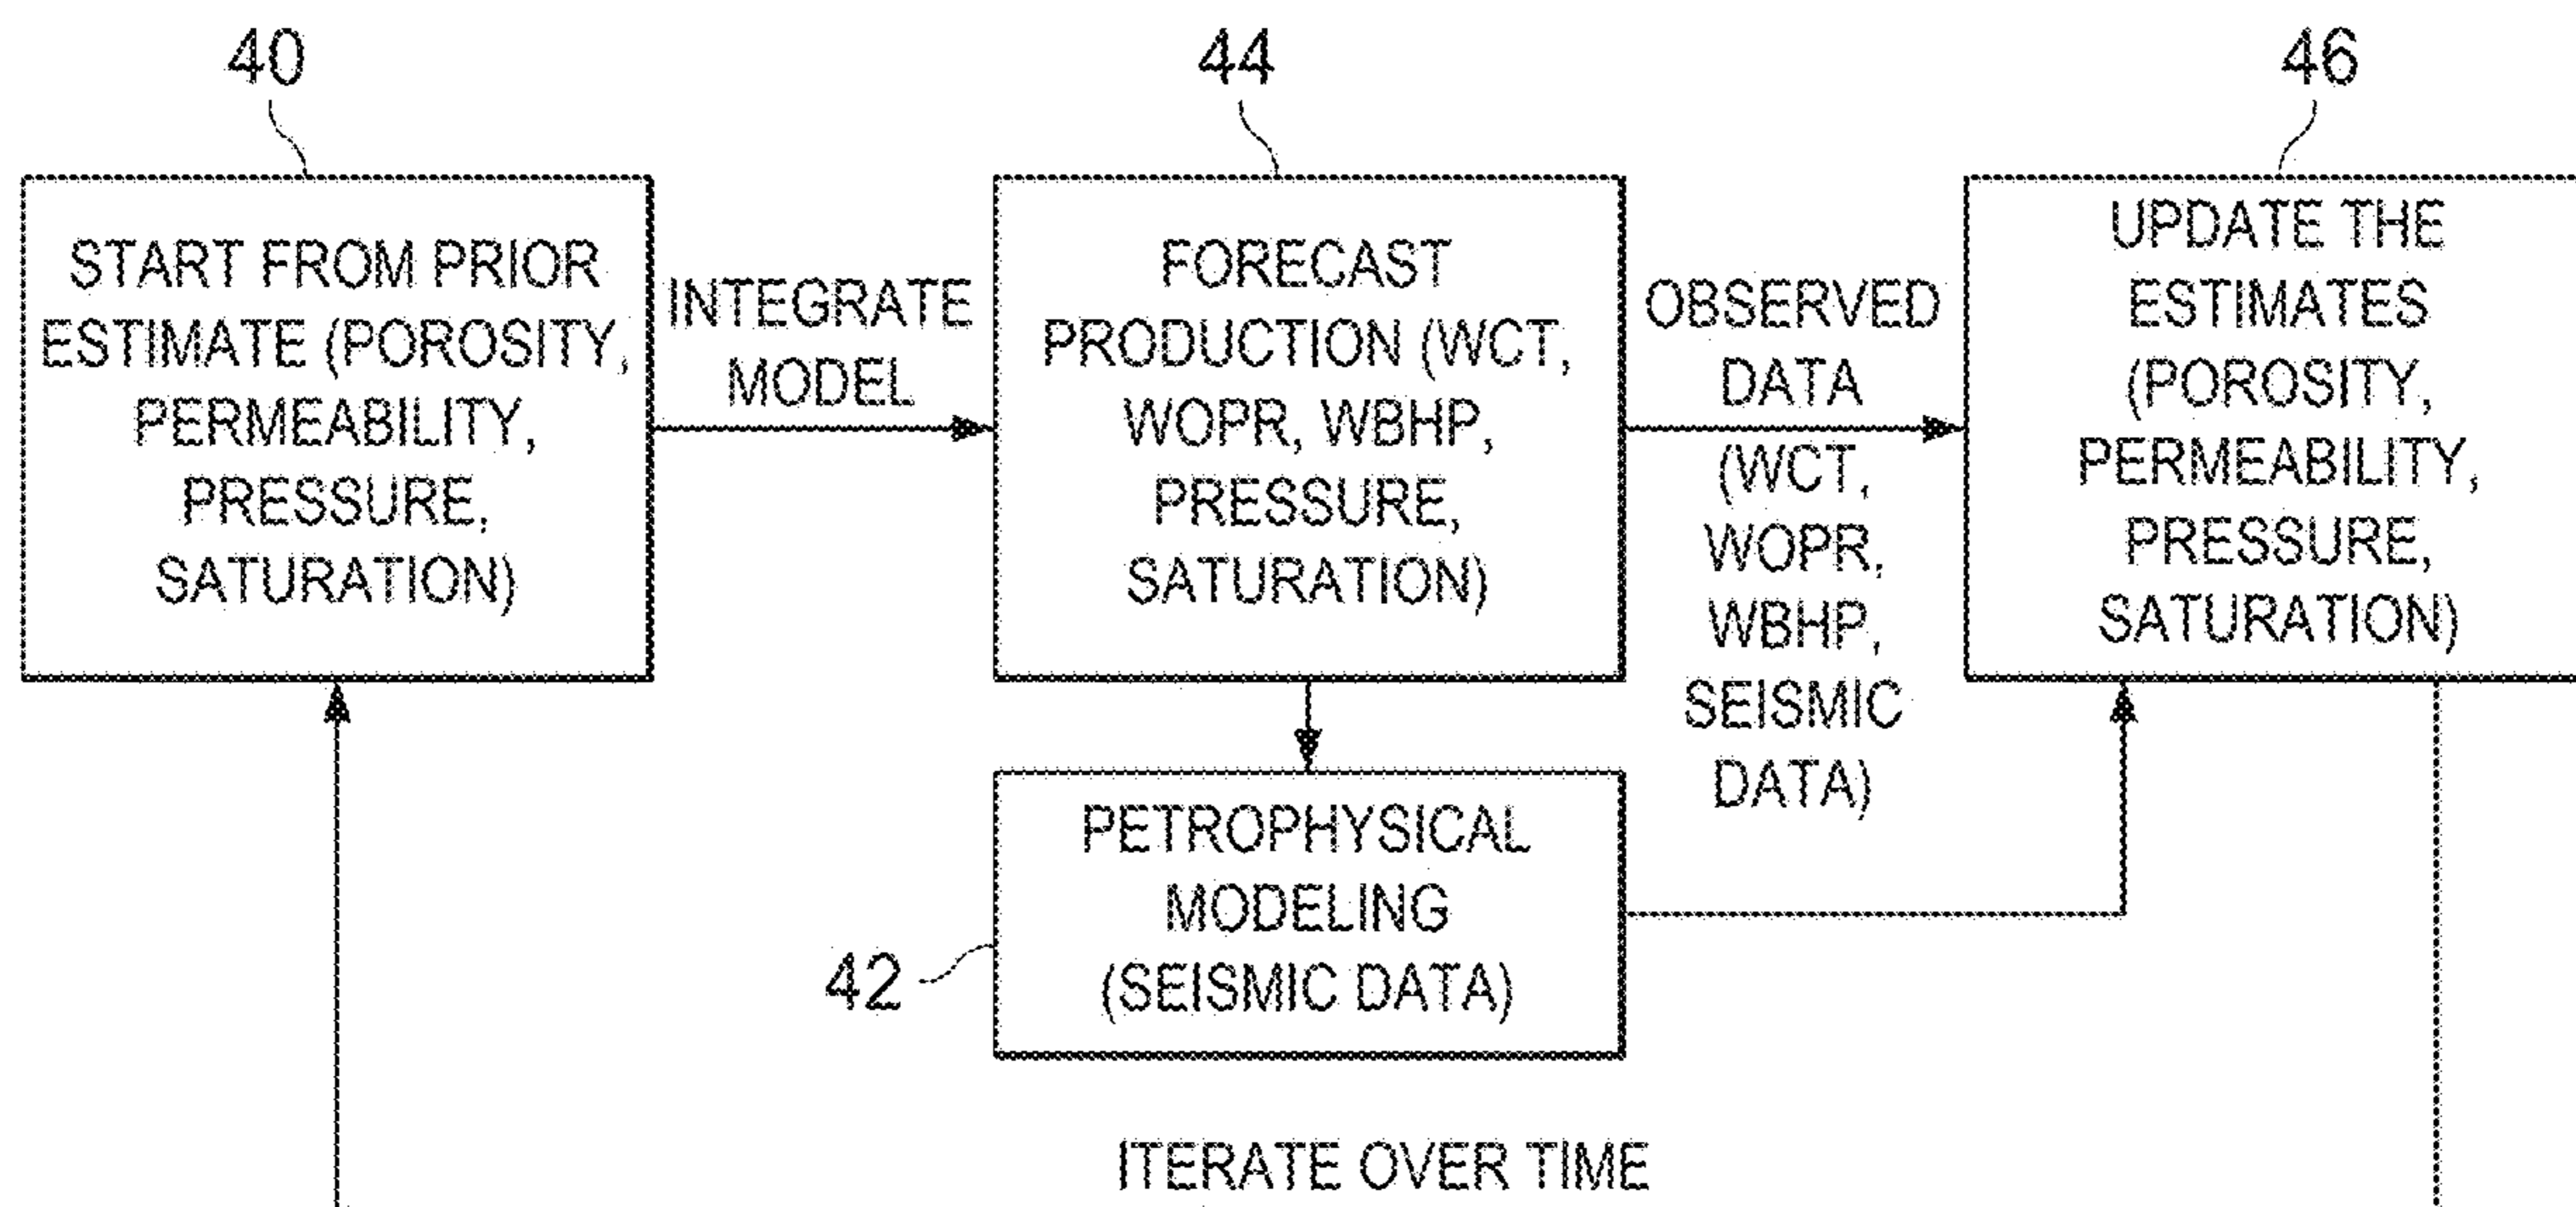 40
START FROM PRIOR
ESTIMATE (POROSITY,
PERMEABILITY,
PRESSURE,
SATURATION)
INTEGRATE
MODEL
44
FORECAST
PRODUCTION (WCT,
WOPR, WBHP,
PRESSURE,
SATURATION)
OBSERVED
DATA
(WCT,
WOPR,
WBHP,
SEISMIC
DATA)
46
UPDATE THE
ESTIMATES
(POROSITY,
PERMEABILITY,
PRESSURE,
SATURATION)
PETROPHYSICAL
MODELING
(SEISMIC DATA)
42
ITERATE OVER TIME